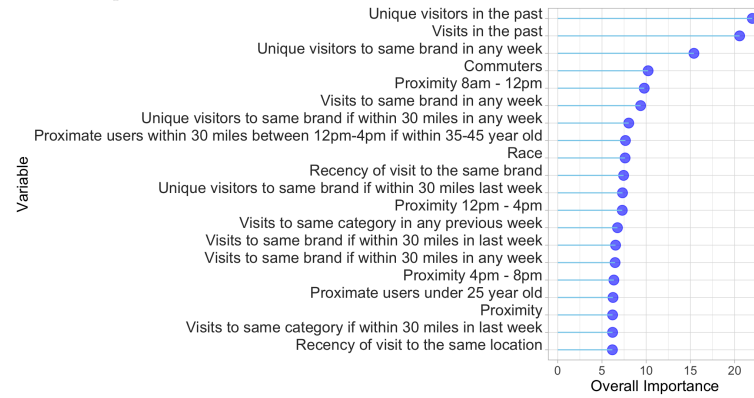 Unique visitors in the past
Visits in the past
Unique visitors to same brand in any week
Commuters
Proximity 8am - 12pm
Visits to same brand in any week
Unique visitors to same brand if within 30 miles in any week
Proximate users within 30 miles between 12pm-4pm if within 35-45 year old
Race
Recency of visit to the same brand
Unique visitors to same brand if within 30 miles last week
Proximity 12pm - 4pm
Visits to same category in any previous week
Visits to same brand if within 30 miles in last week
Visits to same brand if within 30 miles in any week
Proximity 4pm - 8pm
Proximate users under 25 year old
Proximity
Visits to same category if within 30 miles in last week
Recency of visit to the same location
Variable
0 5 10 15 20
Overall Importance